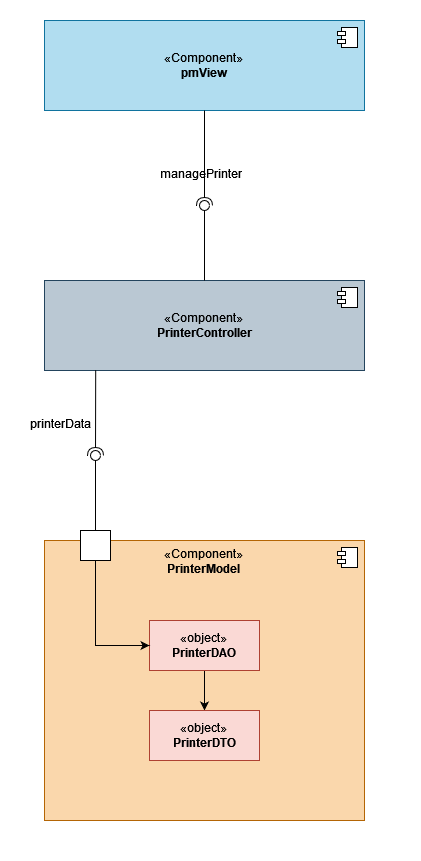 «Component»
pmView
managePrinter
«Component»
PrinterController
printerData
«Component»
PrinterModel
«object»
PrinterDAO
«object»
PrinterDTO